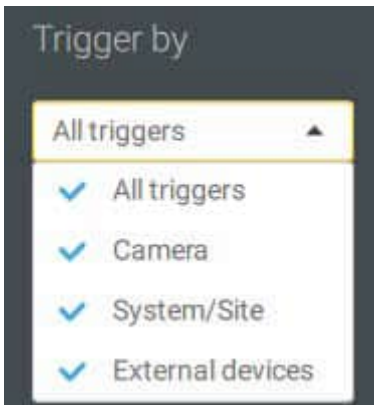 Trigger by
All triggers
All triggers
Camera
System/Site
External devices